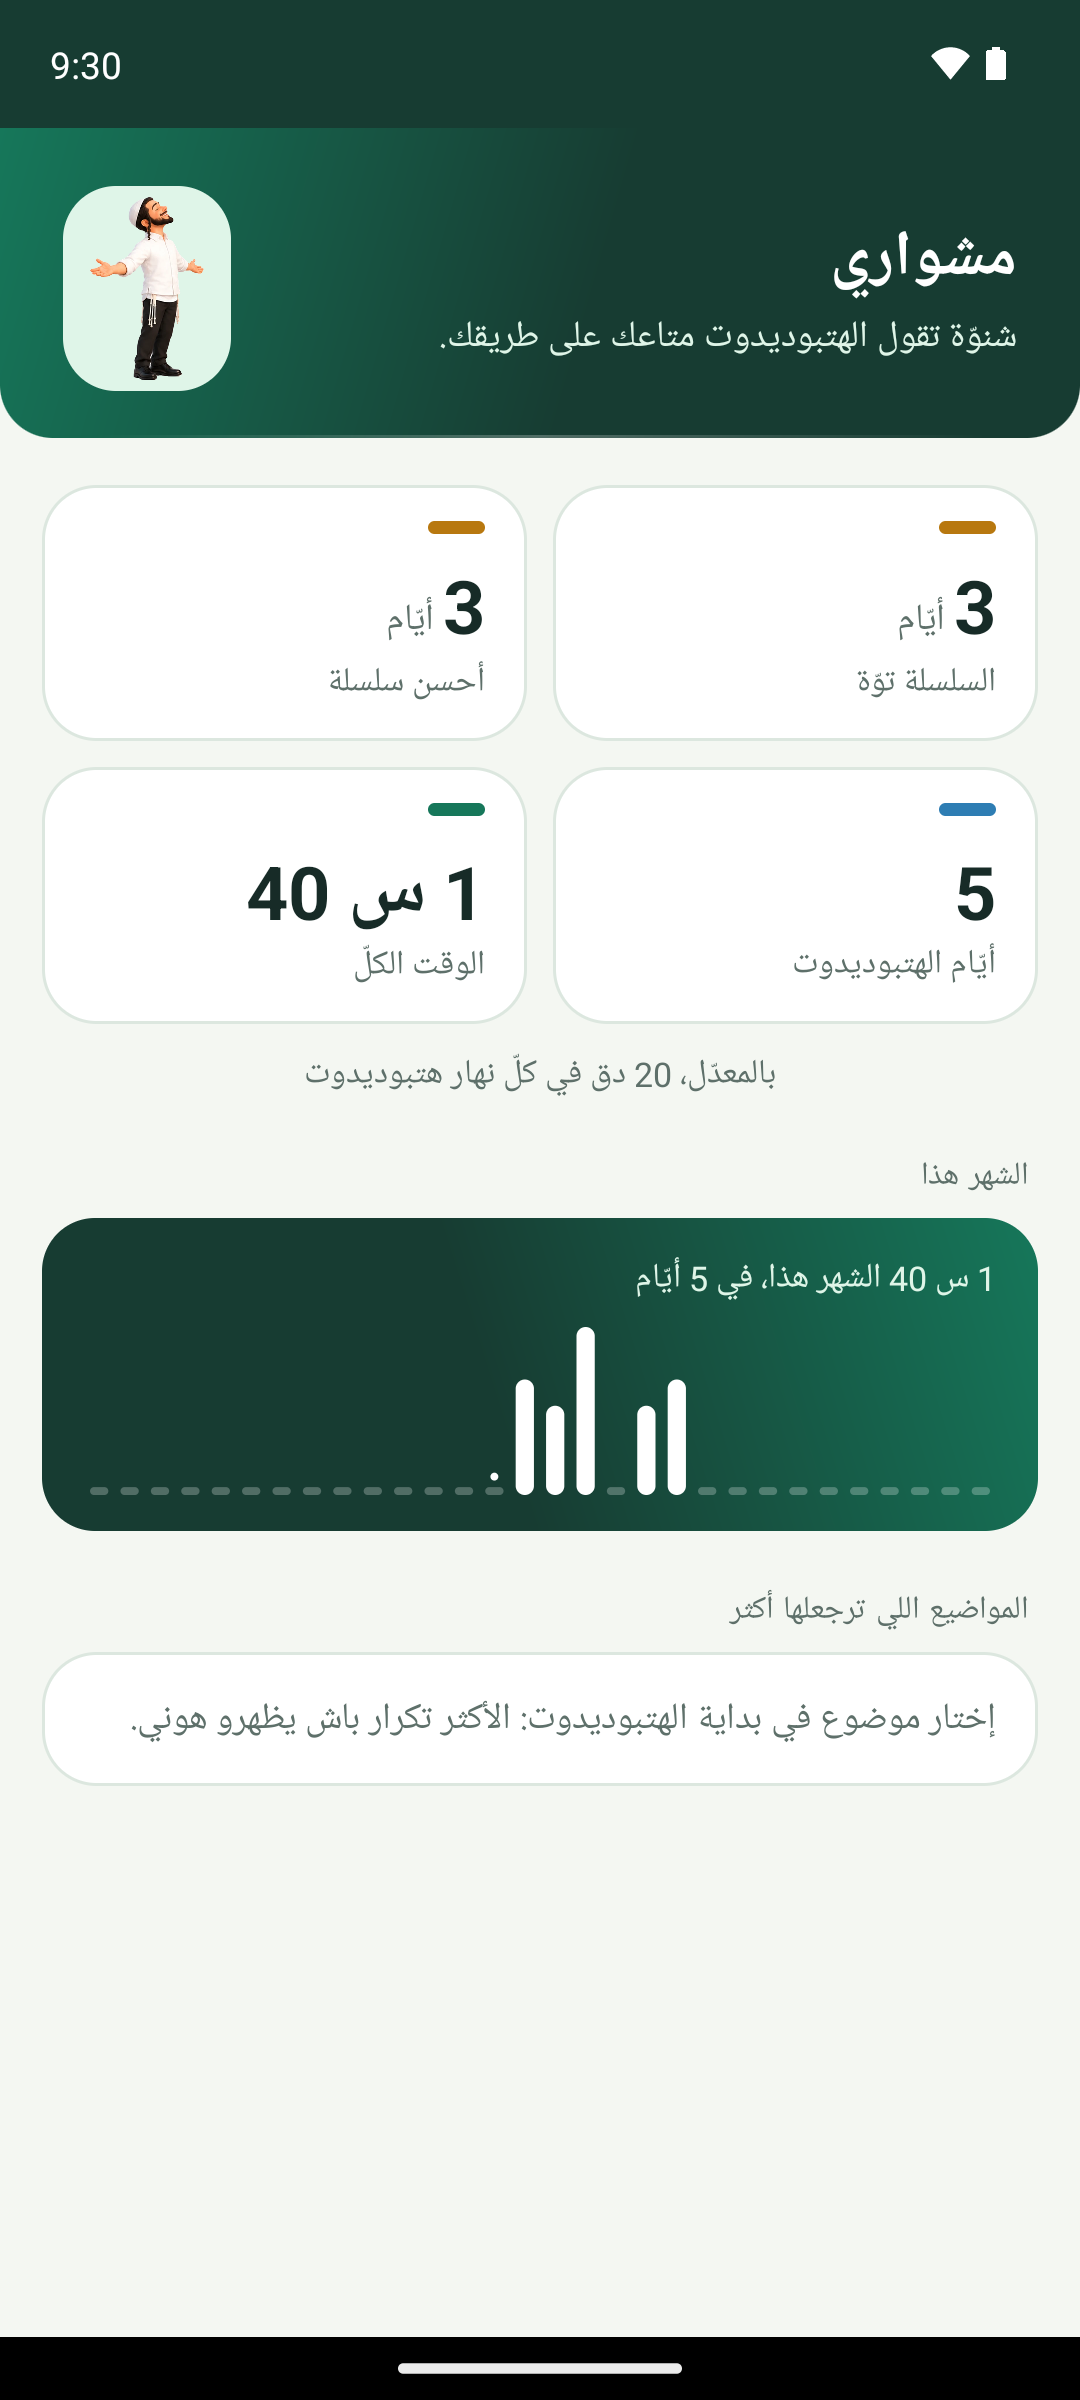 9:30
مشواري
شنوّة تقول الهتبوديدوت متاعك على طريقك.
3 أيّام
السلسلة توّة
3 أيّام
أحسن سلسلة
5
أيّام الهتبوديدوت
1 س 40
الوقت الكلّ
بالمعدّل، 20 دق في كلّ نهار هتبوديدوت
الشهر هذا
1 س 40 الشهر هذا، في 5 أيّام
المواضيع اللي ترجعلها أكثر
إختار موضوع في بداية الهتبوديدوت: الأكثر تكرار باش يظهرو هوني.